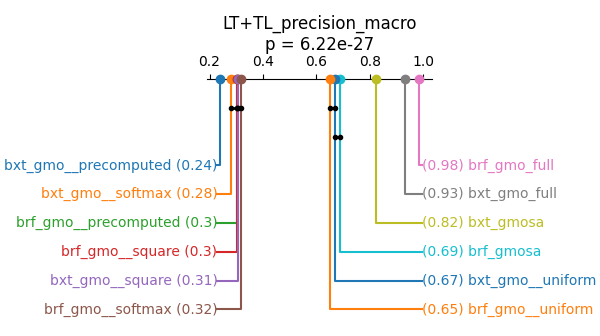 LT+TL_precision_macro
p = 6.22e-27
0.2 0.4 0.6 0.8 1.0
bxt_gmo__precomputed (0.24) (0.98) brf_gmo_full
bxt_gmo__softmax (0.28) (0.93) bxt_gmo_full
brf_gmo__precomputed (0.3) (0.82) bxt_gmosa
brf_gmo__square (0.3) (0.69) brf_gmosa
bxt_gmo__square (0.31) (0.67) bxt_gmo__uniform
brf_gmo__softmax (0.32) (0.65) brf_gmo__uniform